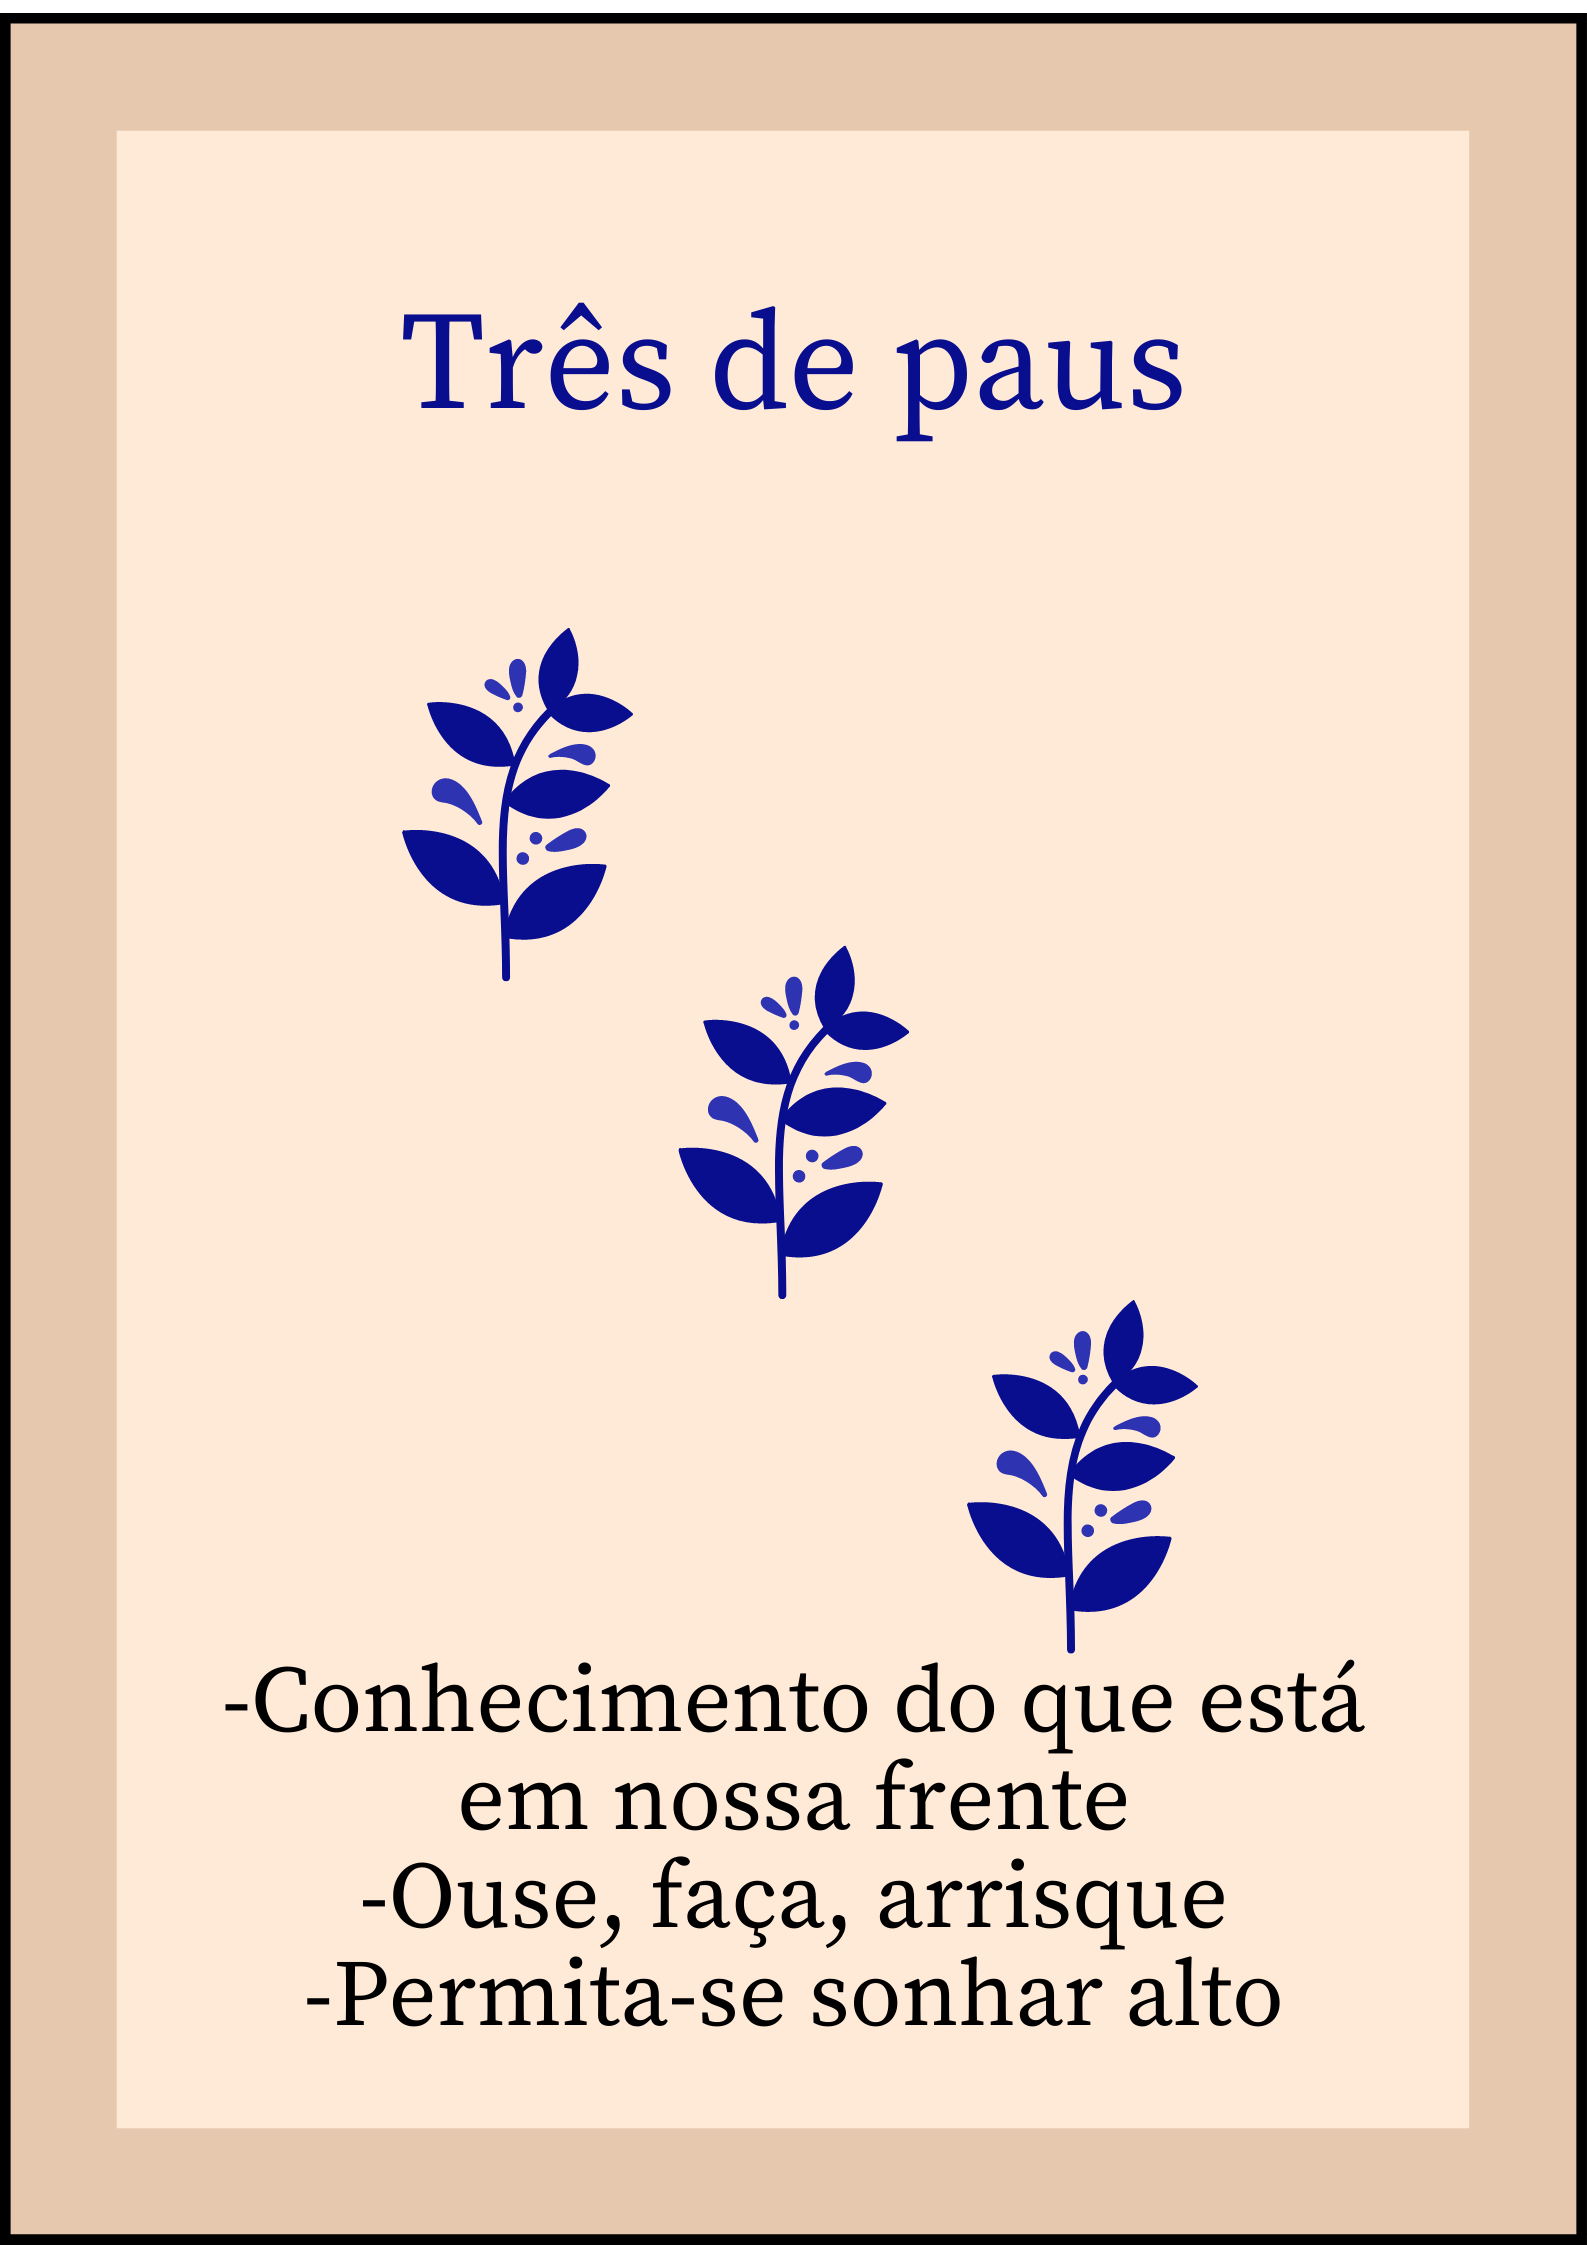 Três de paus
-Conhecimento do que está
em nossa frente
-Ouse, faça, arrisque
-Permita-se sonhar alto